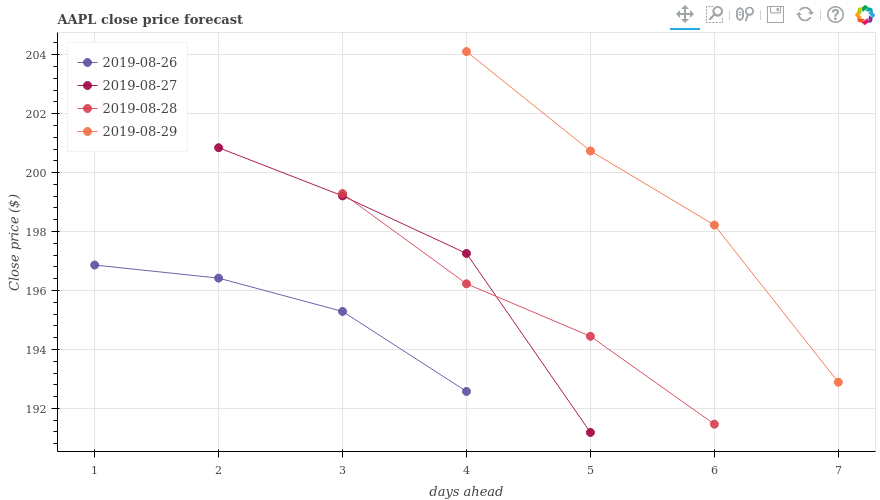 AAPL close price forecast
2019-08-26
2019-08-27
2019-08-28
2019-08-29
Close price ($)
204
202
200
198
196
194
192
1 2 3 4 5 6 7
days ahead